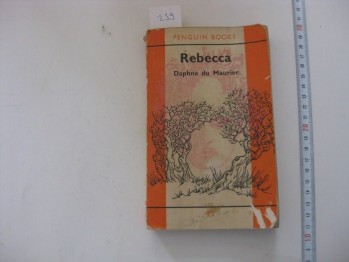 239
PENGUIN BOOKS
Rebecca
Daphne du Maurier